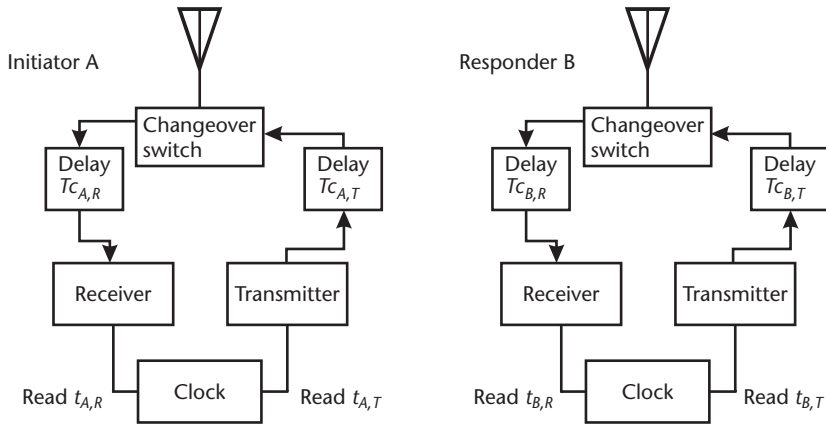 Initiator A
Changeover
switch
Delay
Tc_{A,R}
Delay
Tc_{A,T}
Receiver
Transmitter
Read t_{A,R}
Clock
Read t_{A,T}
Responder B
Changeover
switch
Delay
Tc_{B,R}
Delay
Tc_{B,T}
Receiver
Transmitter
Read t_{B,R}
Clock
Read t_{B,T}